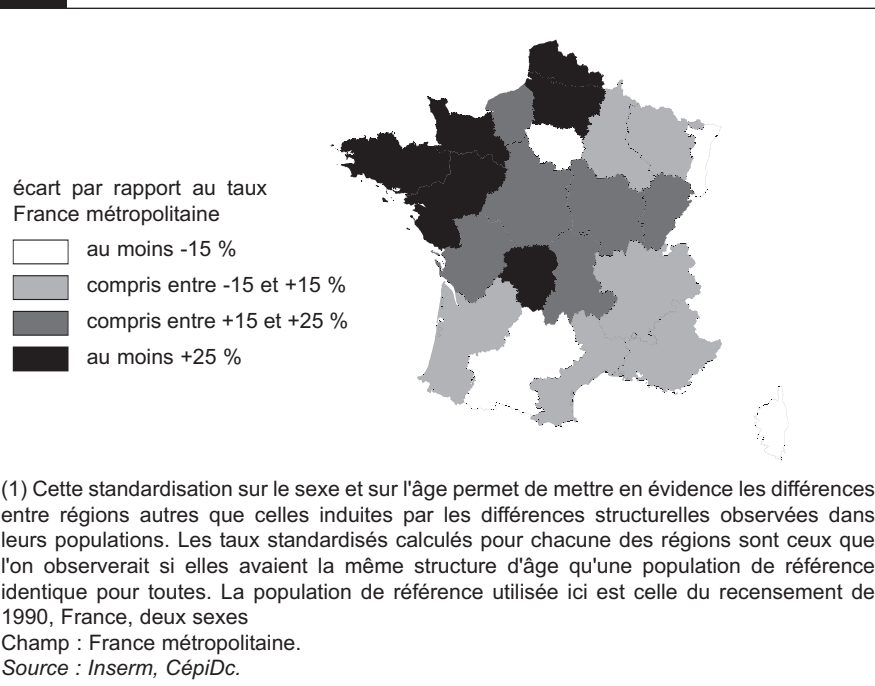 écart par rapport au taux
France métropolitaine
au moins -15 %
compris entre -15 et +15 %
compris entre +15 et +25 %
au moins +25 %
(1) Cette standardisation sur le sexe et sur l'âge permet de mettre en évidence les différences
entre régions autres que celles induites par les différences structurelles observées dans
leurs populations. Les taux standardisés calculés pour chacune des régions sont ceux que
l'on observerait si elles avaient la même structure d'âge qu'une population de référence
identique pour toutes. La population de référence utilisée ici est celle du recensement de
1990, France, deux sexes
Champ : France métropolitaine.
Source : Inserm, CépiDc.